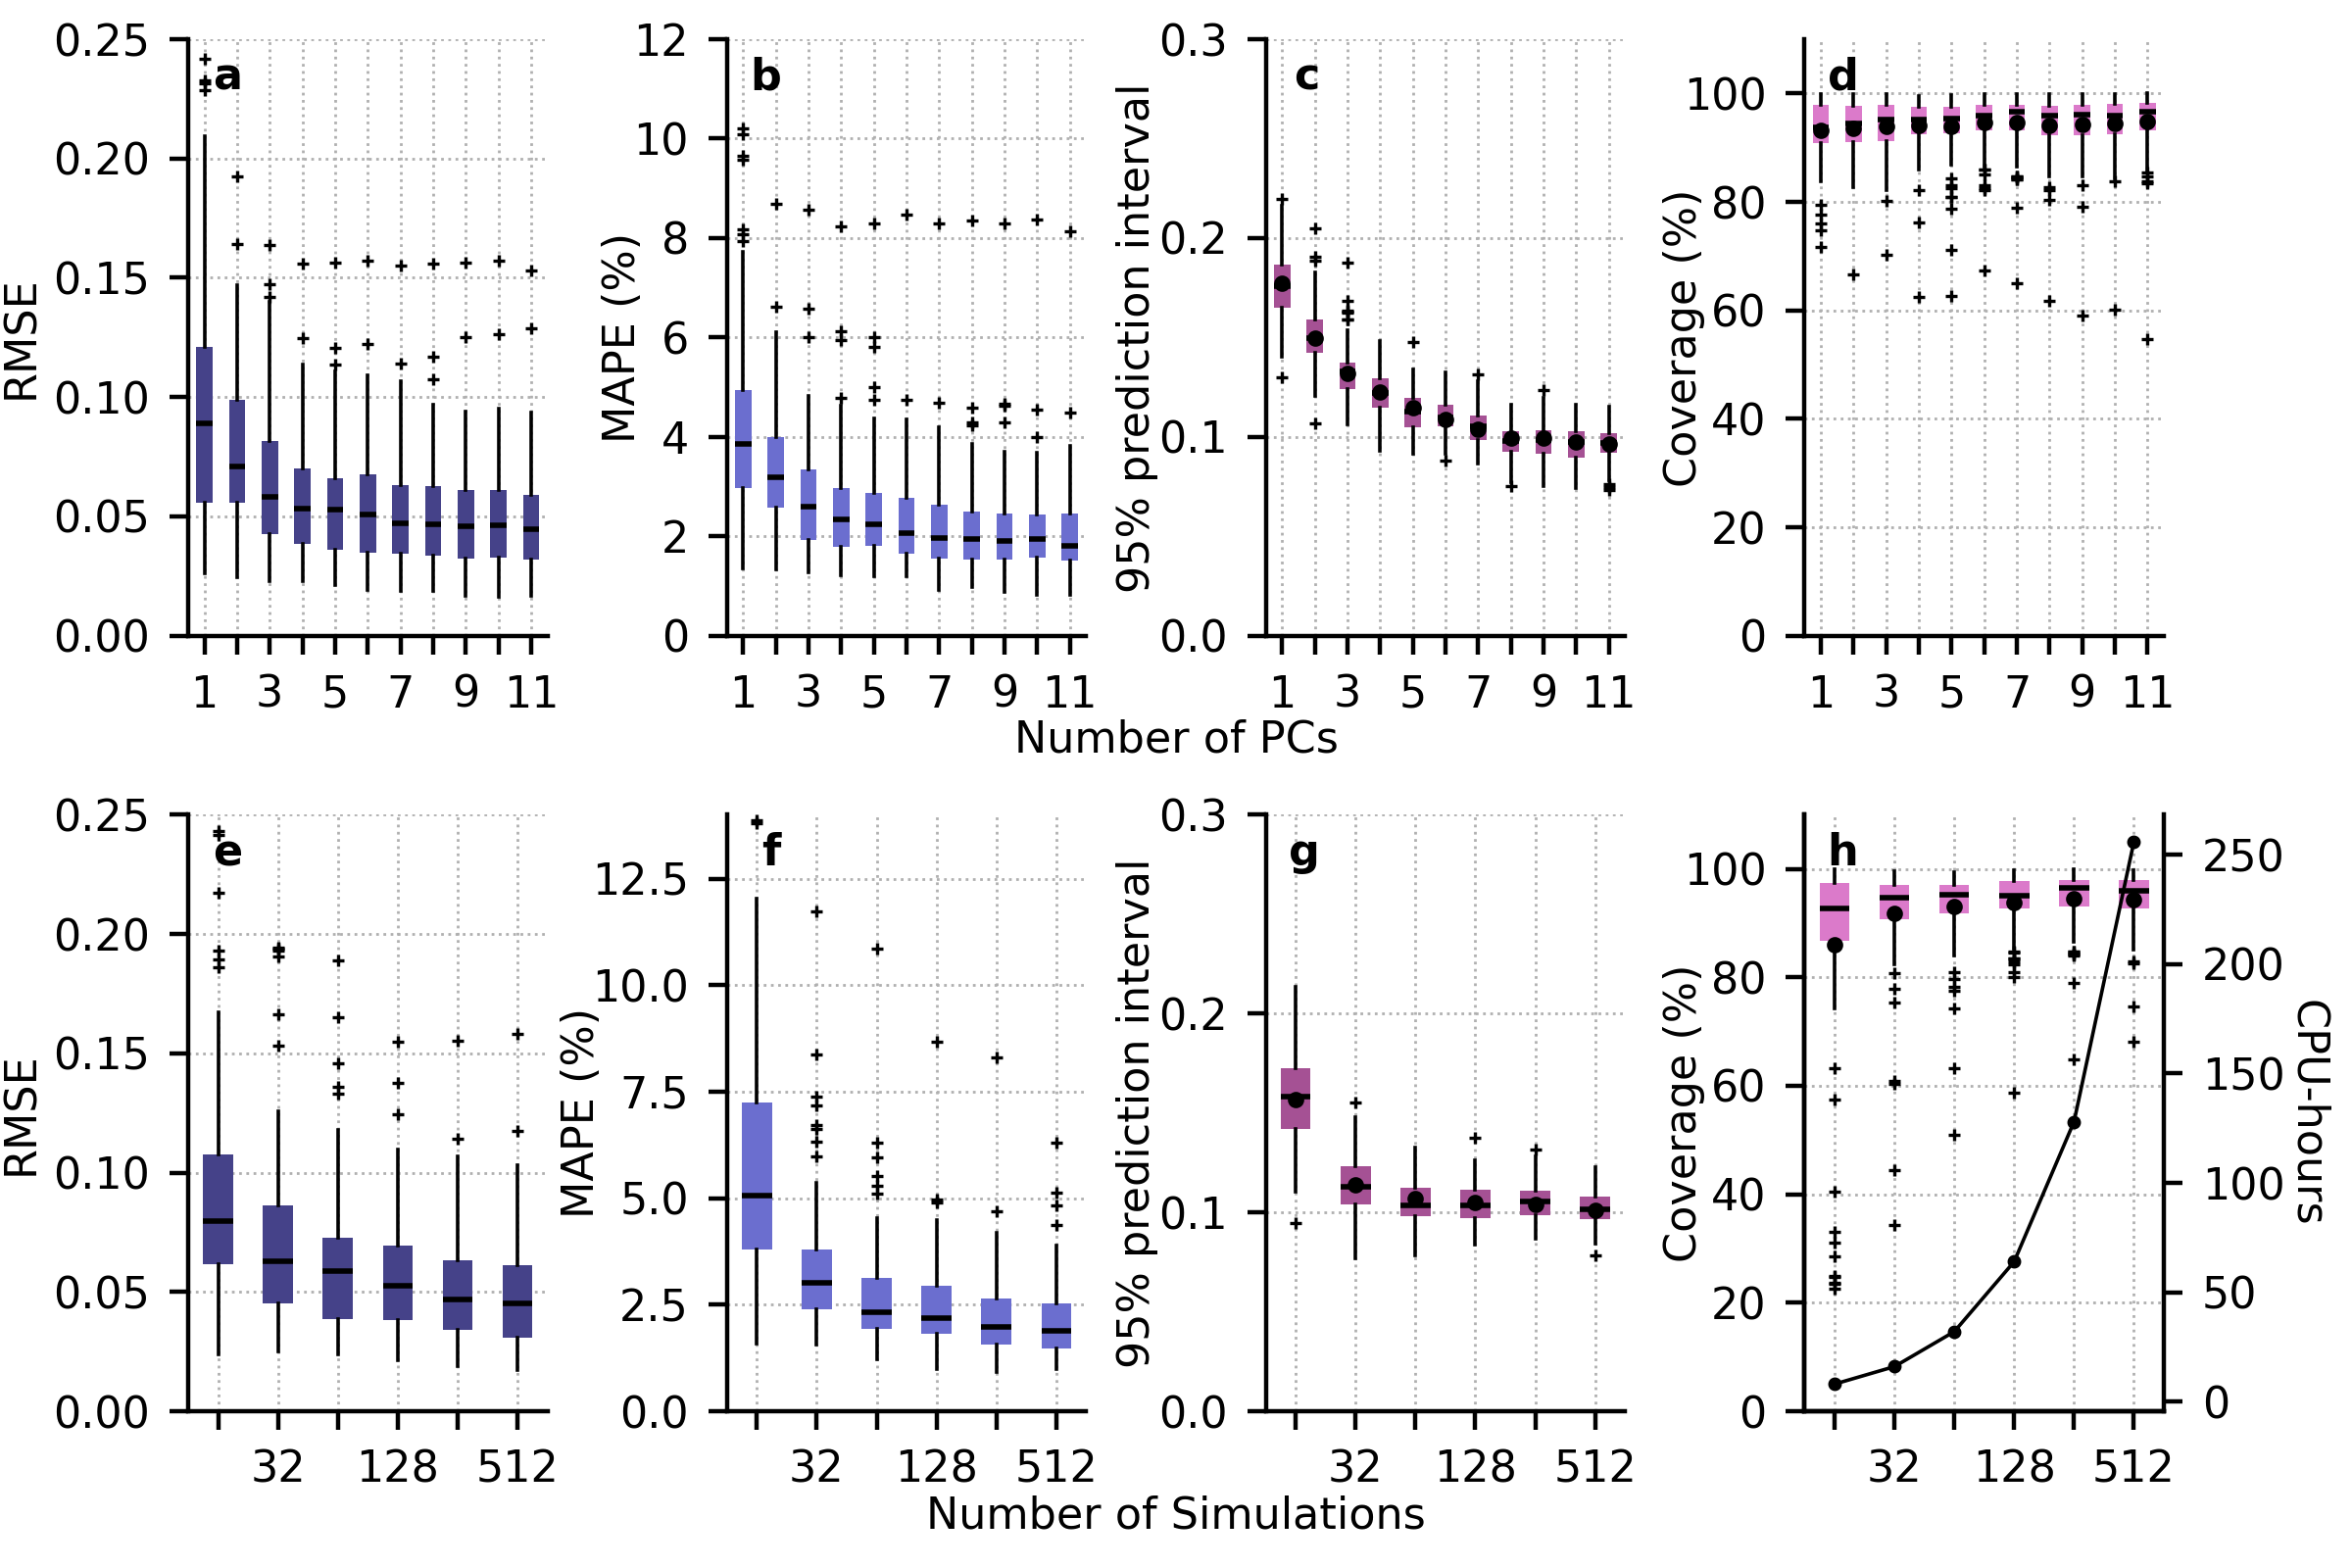 a
RMSE
0.25
0.20
0.15
0.10
0.05
0.00
1 3 5 7 9 11
b
MAPE (%)
12
10
8
6
4
2
0
1 3 5 7 9 11
c
95% prediction interval
0.3
0.2
0.1
0.0
1 3 5 7 9 11
d
Coverage (%)
100
80
60
40
20
0
1 3 5 7 9 11
Number of PCs
e
RMSE
0.25
0.20
0.15
0.10
0.05
0.00
32 128 512
f
MAPE (%)
12.5
10.0
7.5
5.0
2.5
0.0
32 128 512
g
95% prediction interval
0.3
0.2
0.1
0.0
32 128 512
h
Coverage (%)
100
80
60
40
20
0
32 128 512
250
200
150
100
50
0
CPU-hours
Number of Simulations